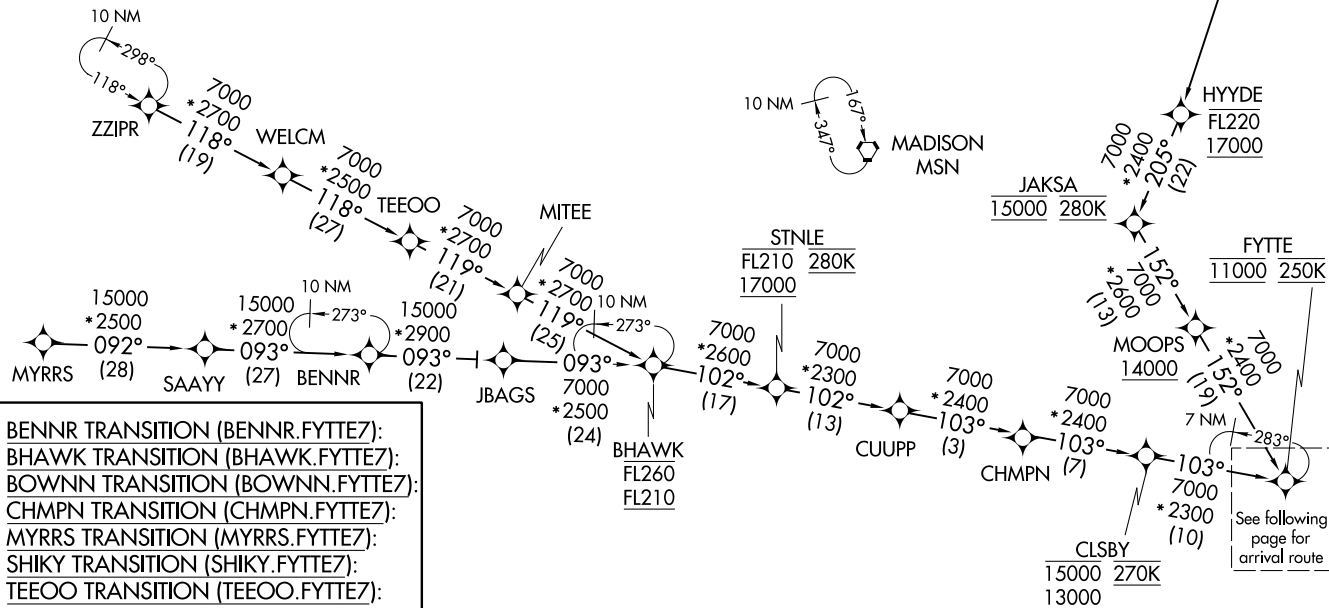 10 NM
298°
118°
ZZIPR
7000
*2700
118°
(19)
WELCM
7000
*2500
118°
(27)
TEEOO
7000
*2700
119°
(21)
MITEE
7000
*2700
119°
(25)
10 NM
273°
15000
*2500
092°
(28)
MYRRS
15000
*2700
093°
(27)
SAAYY
10 NM
273°
BENNR
15000
*2900
093°
(22)
JBAGS
093°
7000
*2500
(24)
BHAWK
FL260
FL210
7000
*2600
102°
(17)
STNLE
FL210 280K
17000
7000
*2300
102°
(13)
CUUPP
7000
*2400
103°
(3)
CHMPN
7000
*2400
103°
(7)
CLSBY
15000 270K
13000
103°
7000
*2300
(10)
10 NM
167°
347°
MADISON
MSN
HYYDE
FL220
17000
7000
*2400
205°
(22)
JAKSA
15000 280K
152°
7000
*2600
(13)
MOOPS
14000
7000
*2400
152°
(19)
FYTTE
11000 250K
7 NM
283°
See following
page for
arrival route
BENNR TRANSITION (BENNR.FYTTE7):
BHAWK TRANSITION (BHAWK.FYTTE7):
BOWNN TRANSITION (BOWNN.FYTTE7):
CHMPN TRANSITION (CHMPN.FYTTE7):
MYRRS TRANSITION (MYRRS.FYTTE7):
SHIKY TRANSITION (SHIKY.FYTTE7):
TEEOO TRANSITION (TEEOO.FYTTE7):